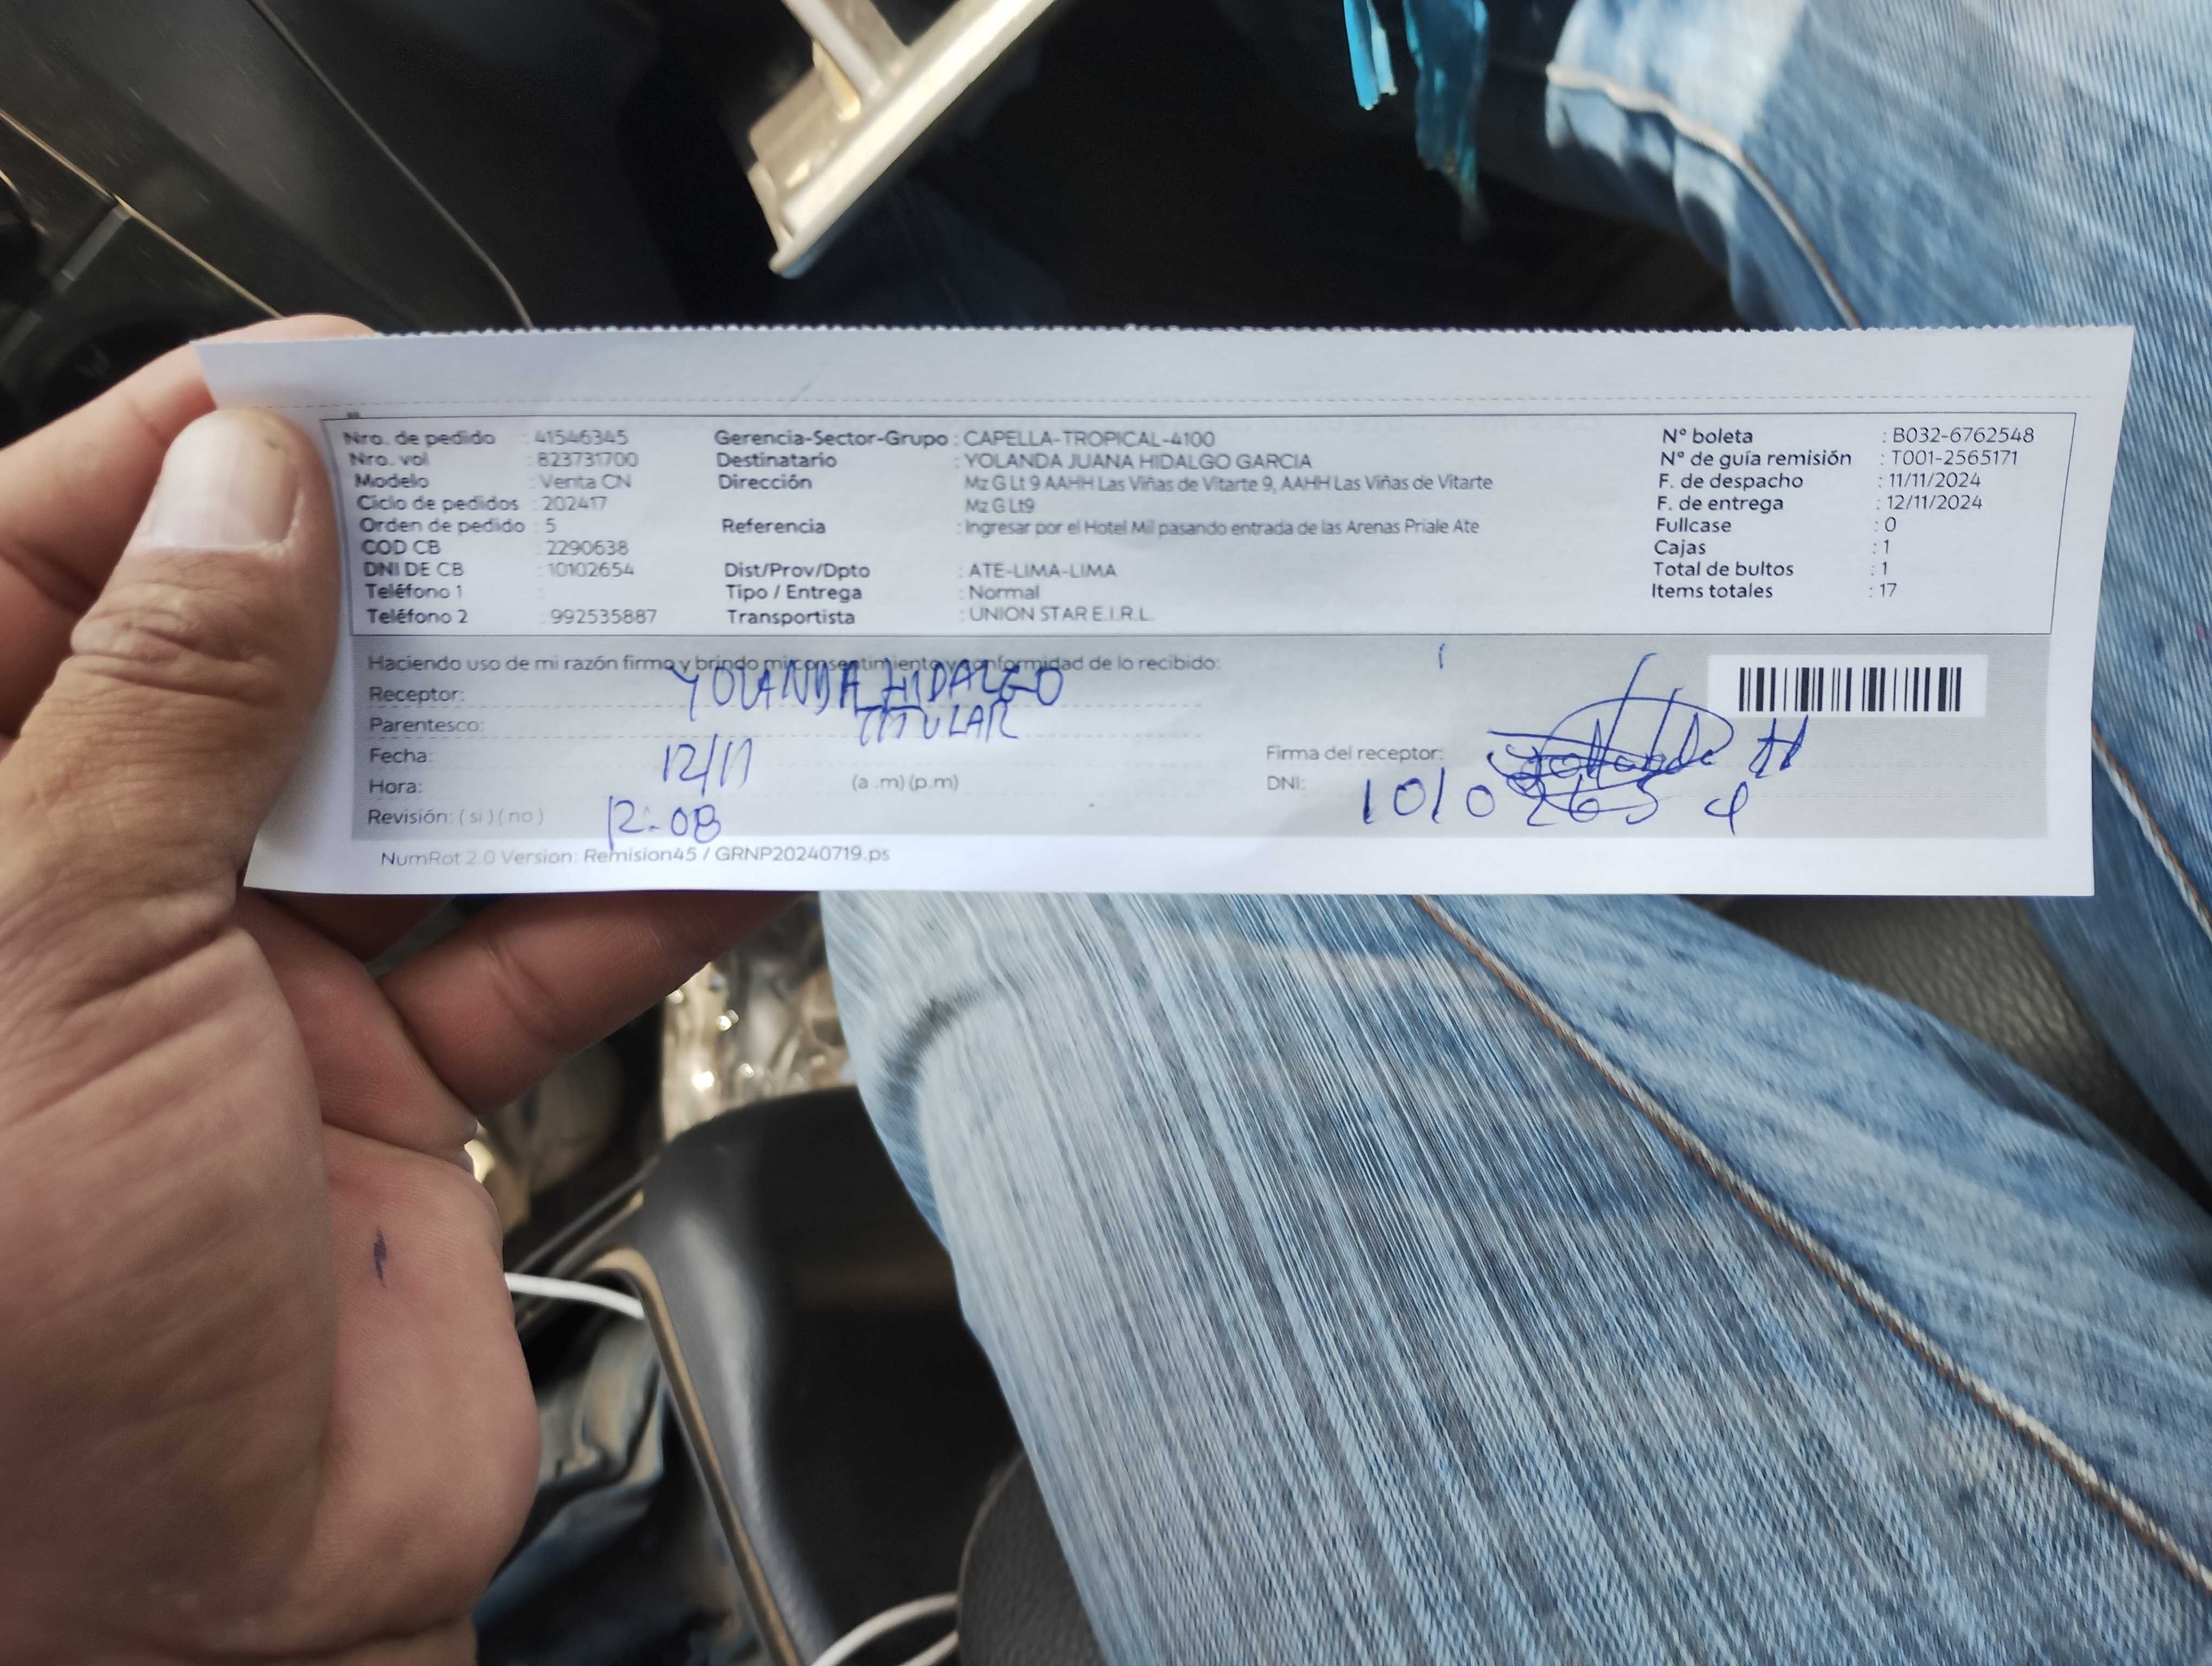 Nro. de pedido : 41546345
Nro. vol : 823731700
Modelo : Venta CN
Ciclo de pedidos : 202417
Orden de pedido : 5
COD CB : 2290638
DNI DE CB : 10102654
Teléfono 1 :
Teléfono 2 : 992535887
Gerencia-Sector-Grupo : CAPELLA-TROPICAL-4100
Destinatario : YOLANDA JUANA HIDALGO GARCIA
Dirección : Mz G Lt 9 AAHH Las Viñas de Vitarte 9, AAHH Las Viñas de Vitarte
Mz G Lt9
Referencia : Ingresar por el Hotel Mil pasando entrada de las Arenas Priale Ate
Dist/Prov/Dpto : ATE-LIMA-LIMA
Tipo / Entrega : Normal
Transportista : UNION STAR E.I.R.L.
N° boleta : B032-6762548
N° de guía remisión : T001-2565171
F. de despacho : 11/11/2024
F. de entrega : 12/11/2024
Fullcase : 0
Cajas : 1
Total de bultos : 1
Items totales : 17
Haciendo uso de mi razón firmo y brindo mi consentimiento y conformidad de lo recibido:
Receptor: YOLANDA HIDALGO
Parentesco: TITULAR
Fecha: 12/11
Hora: 12:08 (a .m) (p.m)
Revisión: ( si ) ( no )
Firma del receptor: Yolanda H
DNI: 10102654
NumRot 2.0 Version: Remision45 / GRNP20240719.ps